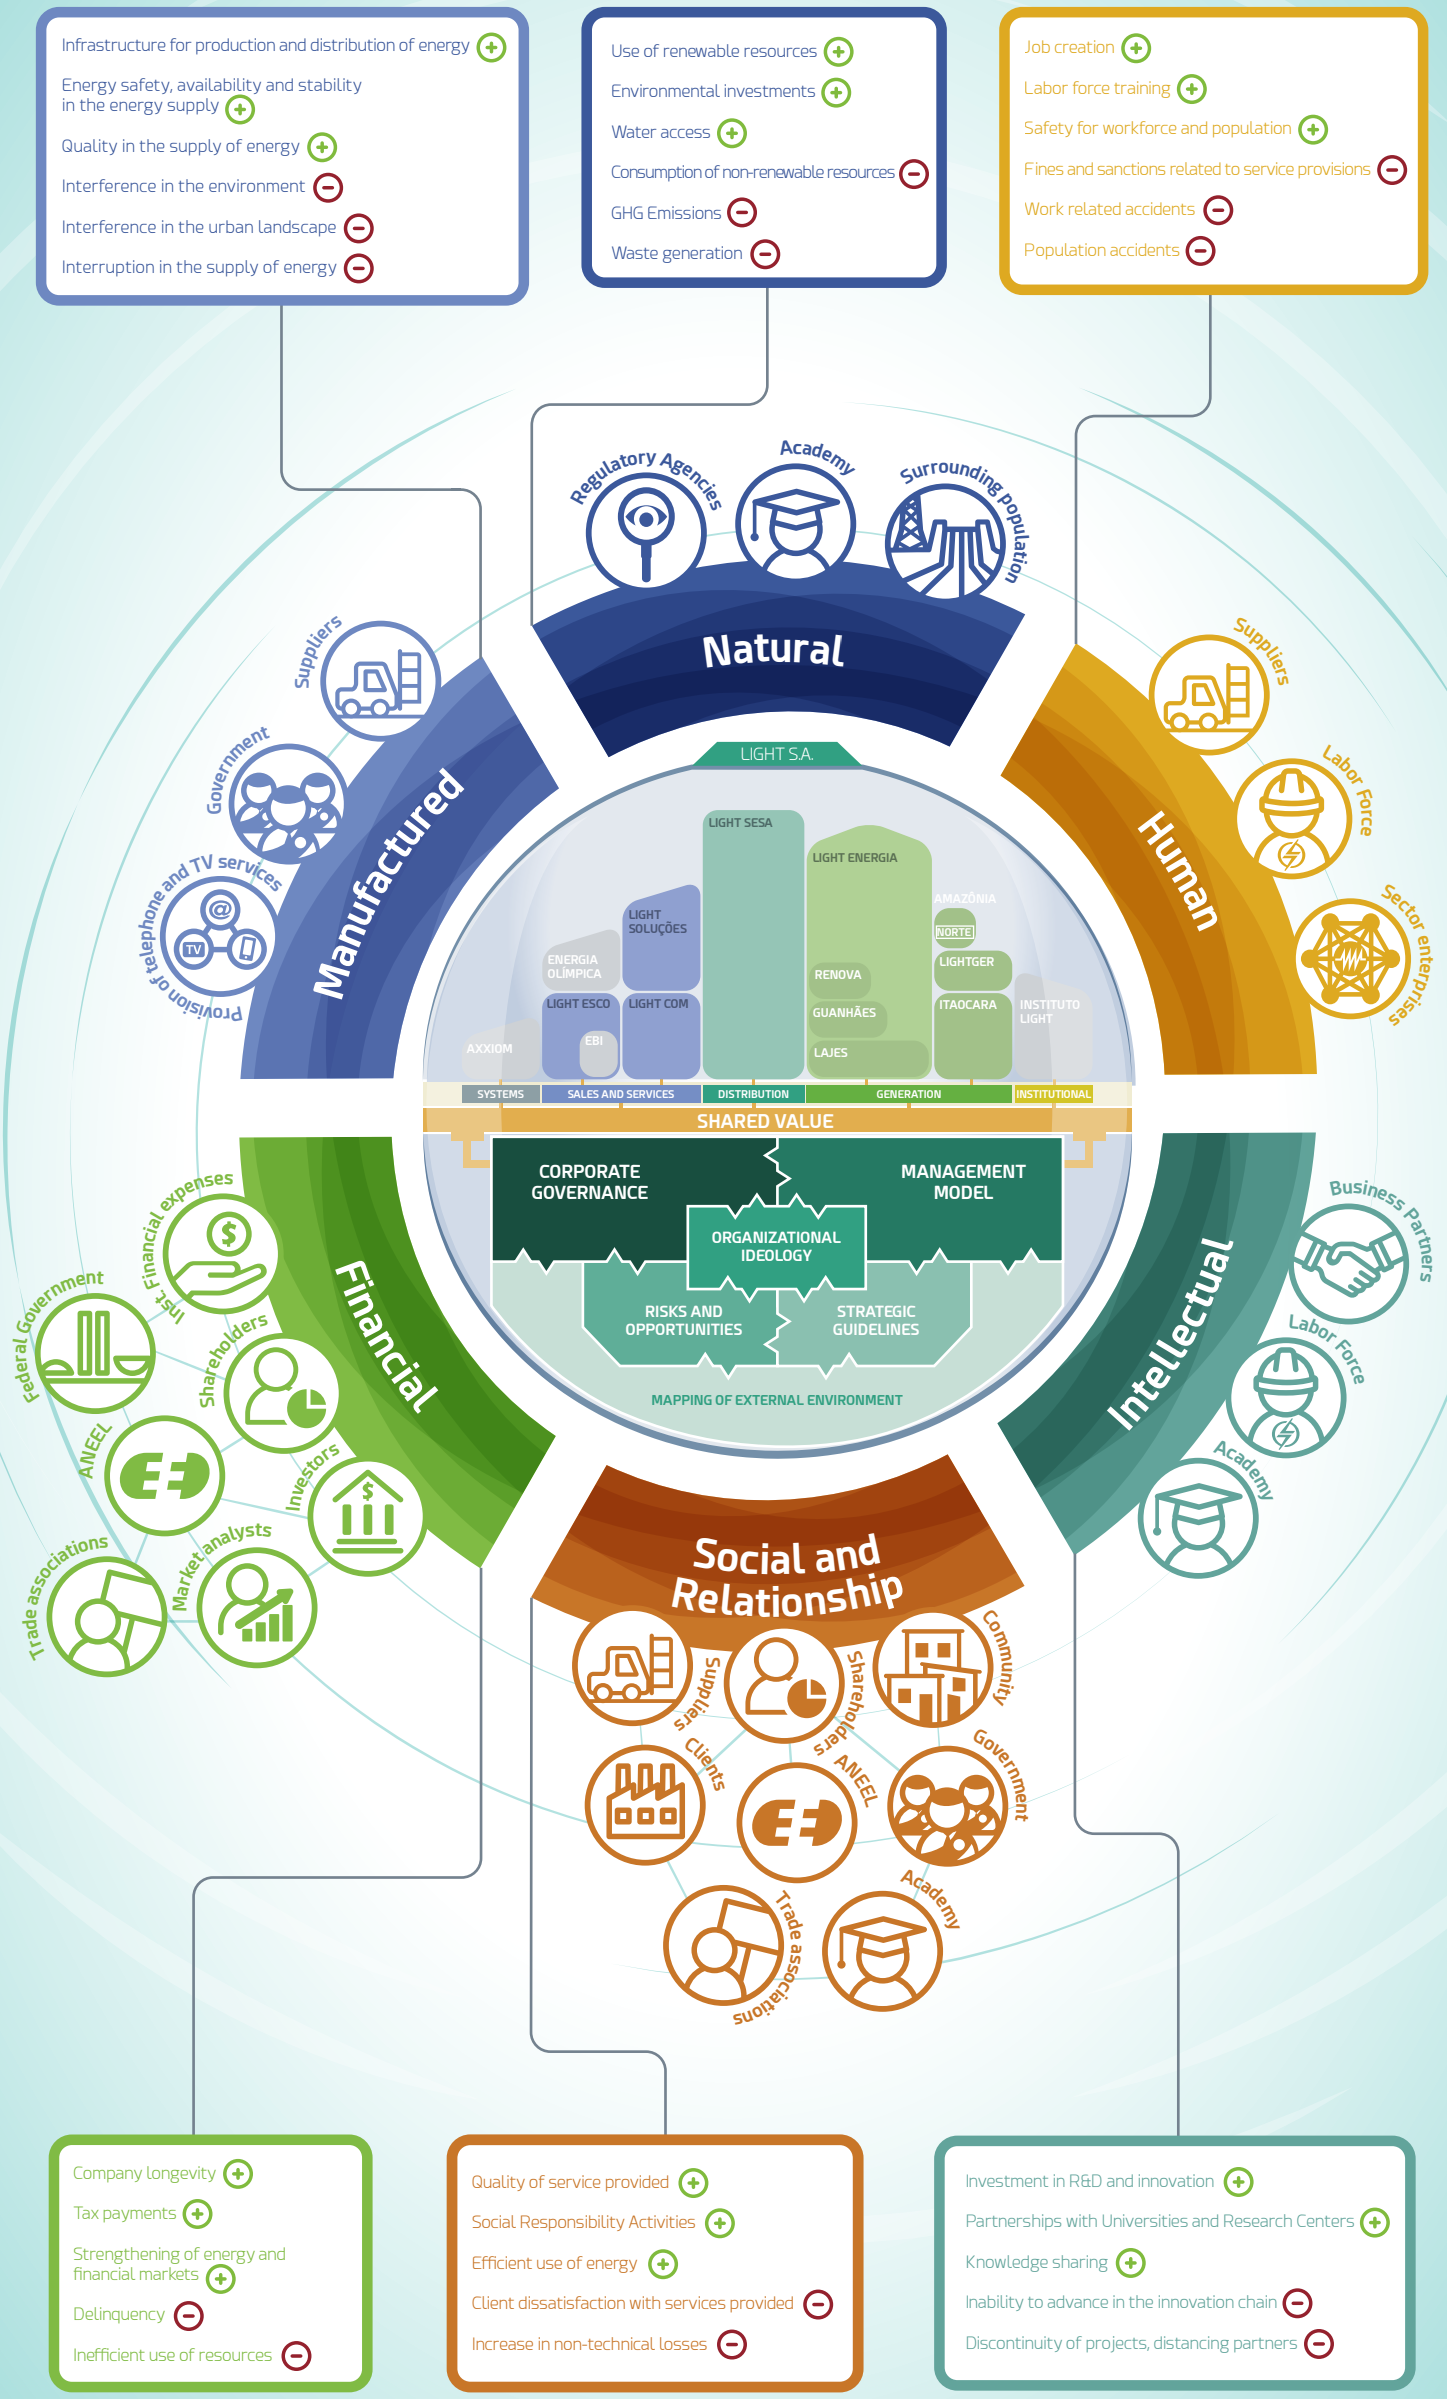 Infrastructure for production and distribution of energy
Energy safety, availability and stability
in the energy supply
Quality in the supply of energy
Interference in the environment
Interference in the urban landscape
Interruption in the supply of energy
Use of renewable resources
Environmental investments
Water access
Consumption of non-renewable resources
GHG Emissions
Waste generation
Job creation
Labor force training
Safety for workforce and population
Fines and sanctions related to service provisions
Work related accidents
Population accidents
Regulatory Agencies
Academy
Surrounding population
Natural
Suppliers
Government
Provision of telephone and TV services
@
TV
Manufactured
Suppliers
Labor Force
Sector enterprises
Human
LIGHT S.A.
LIGHT SESA
LIGHT ENERGIA
AMAZÔNIA
NORTE
LIGHT
SOLUÇÕES
ENERGIA
OLÍMPICA
LIGHTGER
RENOVA
LIGHT ESCO
LIGHT COM
GUANHÃES
ITAOCARA
INSTITUTO
LIGHT
AXXIOM
EBI
LAJES
SYSTEMS
SALES AND SERVICES
DISTRIBUTION
GENERATION
INSTITUTIONAL
SHARED VALUE
CORPORATE
GOVERNANCE
MANAGEMENT
MODEL
ORGANIZATIONAL
IDEOLOGY
RISKS AND
OPPORTUNITIES
STRATEGIC
GUIDELINES
MAPPING OF EXTERNAL ENVIRONMENT
Inst. Financial expenses
$
Federal Government
Shareholders
ANEEL
Investors
$
Trade associations
Market analysts
Financial
Business Partners
Labor Force
Academy
Intellectual
Social and
Relationship
Suppliers
Shareholders
Community
Clients
ANEEL
Government
Trade associations
Academy
Company longevity
Tax payments
Strengthening of energy and
financial markets
Delinquency
Inefficient use of resources
Quality of service provided
Social Responsibility Activities
Efficient use of energy
Client dissatisfaction with services provided
Increase in non-technical losses
Investment in R&D and innovation
Partnerships with Universities and Research Centers
Knowledge sharing
Inability to advance in the innovation chain
Discontinuity of projects, distancing partners